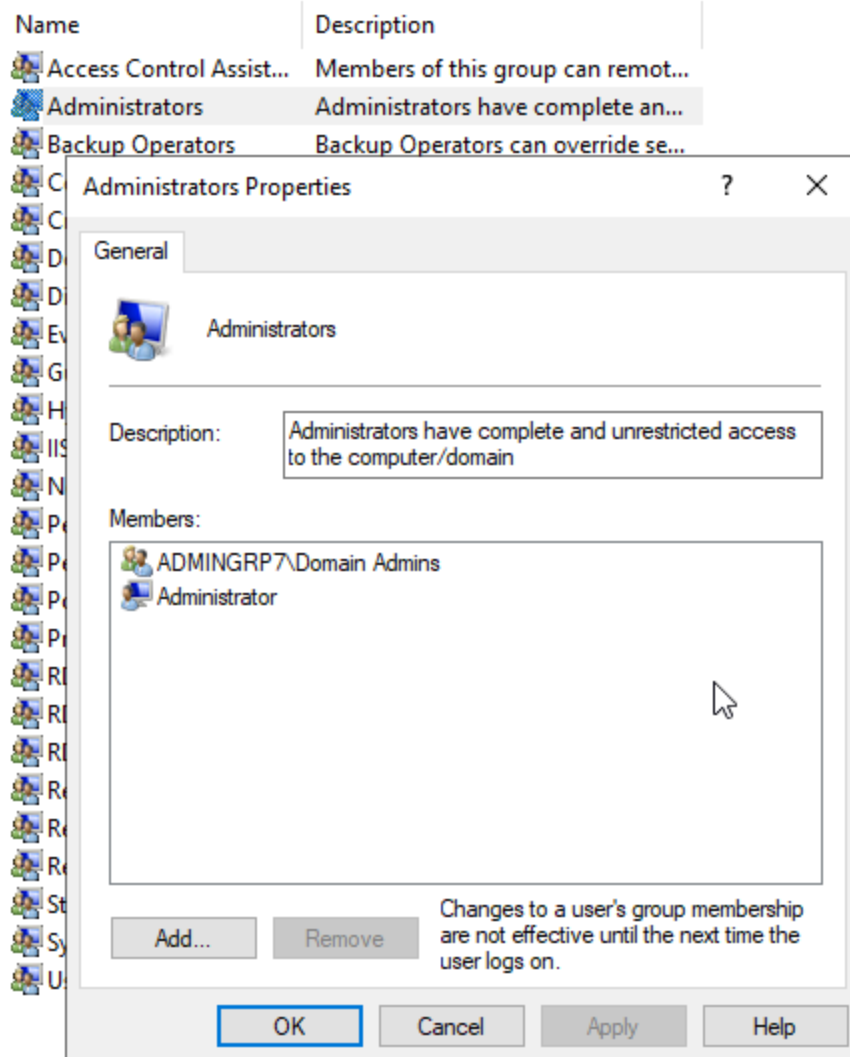 Name Description
Access Control Assist... Members of this group can remot...
Administrators Administrators have complete an...
Backup Operators Backup Operators can override se...
Administrators Properties ? X
General
Administrators
Description: Administrators have complete and unrestricted access
to the computer/domain
Members:
ADMINGRP7\Domain Admins
Administrator
Add... Remove
Changes to a user's group membership
are not effective until the next time the
user logs on.
OK Cancel Apply Help